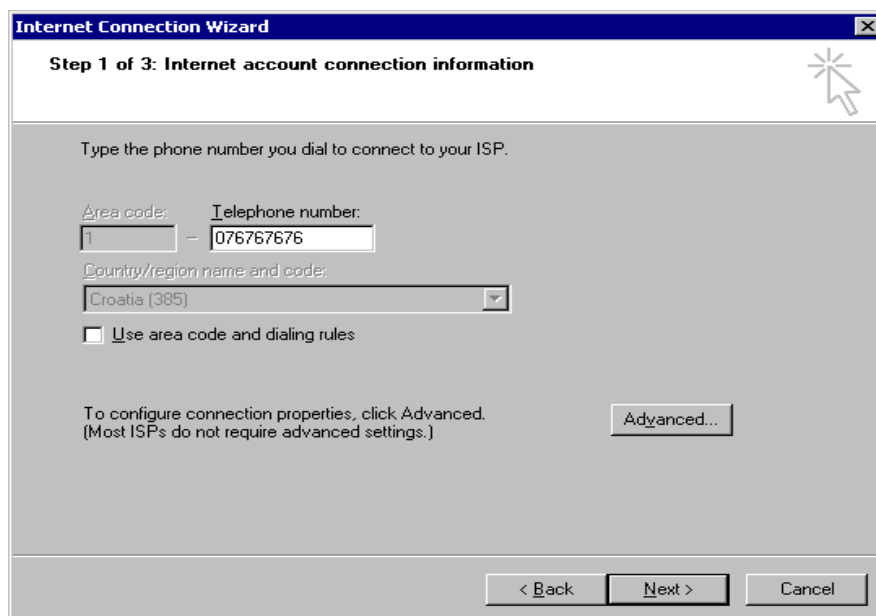 Internet Connection Wizard
Step 1 of 3: Internet account connection information
Type the phone number you dial to connect to your ISP.
Area code: Telephone number:
1 – 076767676
Country/region name and code:
Croatia (385)
Use area code and dialing rules
To configure connection properties, click Advanced.
(Most ISPs do not require advanced settings.)
Advanced...
< Back Next > Cancel